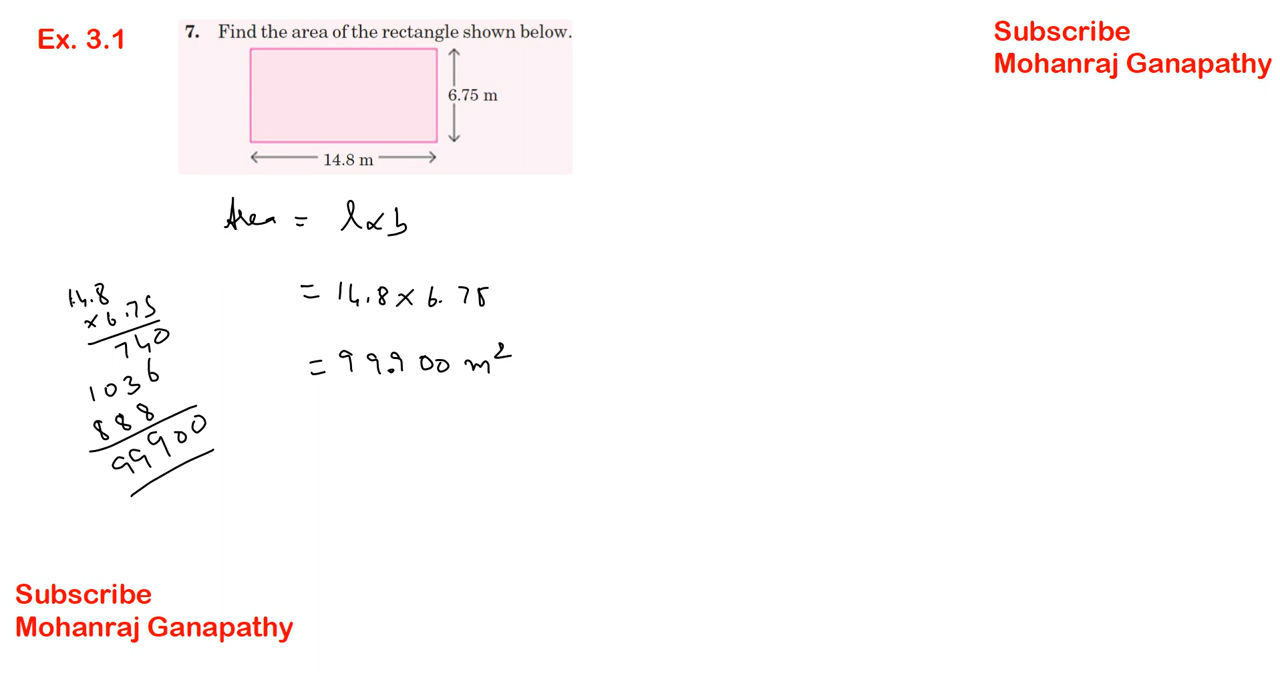 Ex. 3.1
7. Find the area of the rectangle shown below.
6.75 m
14.8 m
Subscribe
Mohanraj Ganapathy
Area = l x b
= 14.8 x 6.75
= 99.900 m²
14.8
x 6.75
740
1036
888
99900
Subscribe
Mohanraj Ganapathy